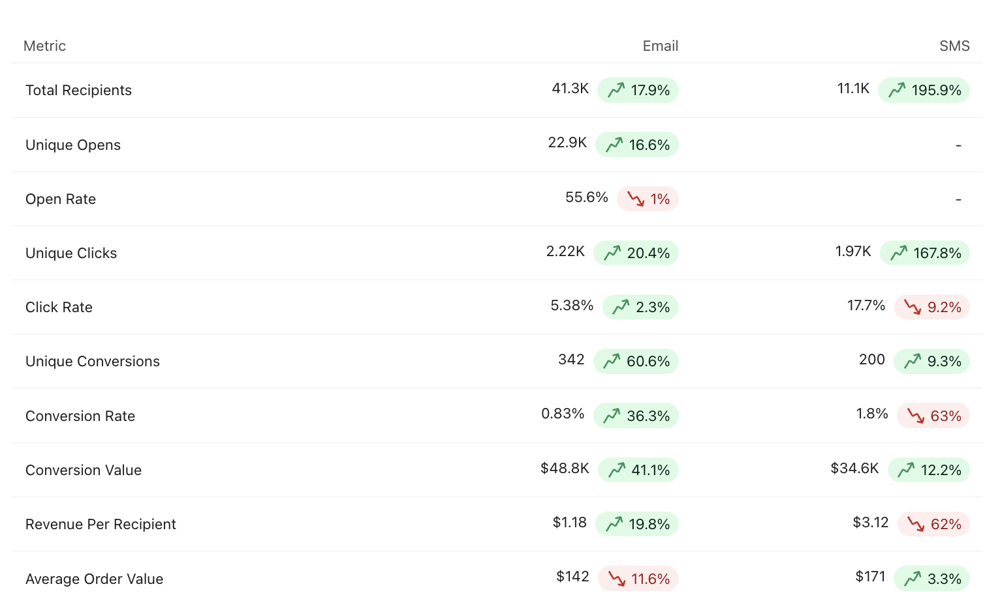 Metric Email SMS
Total Recipients 41.3K 17.9% 11.1K 195.9%
Unique Opens 22.9K 16.6% -
Open Rate 55.6% 1% -
Unique Clicks 2.22K 20.4% 1.97K 167.8%
Click Rate 5.38% 2.3% 17.7% 9.2%
Unique Conversions 342 60.6% 200 9.3%
Conversion Rate 0.83% 36.3% 1.8% 63%
Conversion Value $48.8K 41.1% $34.6K 12.2%
Revenue Per Recipient $1.18 19.8% $3.12 62%
Average Order Value $142 11.6% $171 3.3%